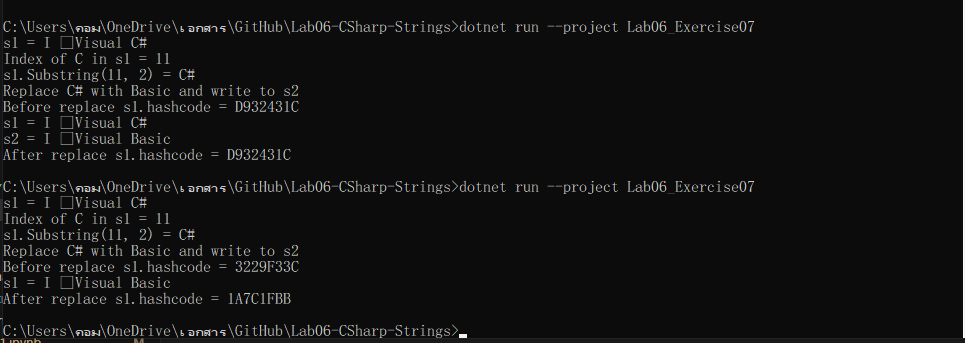 C:\Users\คอม\OneDrive\เอกสาร\GitHub\Lab06-CSharp-Strings>dotnet run --project Lab06_Exercise07
s1 = I □Visual C#
Index of C in s1 = 11
s1.Substring(11, 2) = C#
Replace C# with Basic and write to s2
Before replace s1.hashcode = D932431C
s1 = I □Visual C#
s2 = I □Visual Basic
After replace s1.hashcode = D932431C
C:\Users\คอม\OneDrive\เอกสาร\GitHub\Lab06-CSharp-Strings>dotnet run --project Lab06_Exercise07
s1 = I □Visual C#
Index of C in s1 = 11
s1.Substring(11, 2) = C#
Replace C# with Basic and write to s2
Before replace s1.hashcode = 3229F33C
s1 = I □Visual Basic
After replace s1.hashcode = 1A7C1FBB
C:\Users\คอม\OneDrive\เอกสาร\GitHub\Lab06-CSharp-Strings>